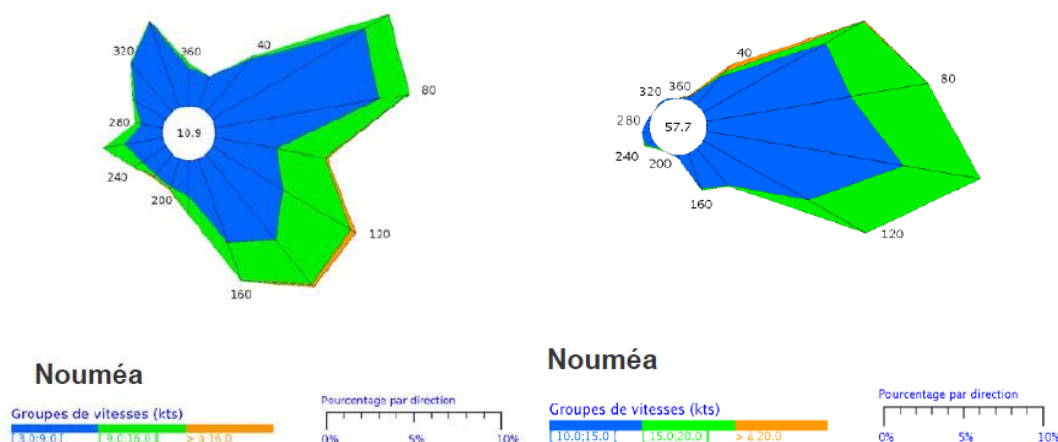 320
360
40
80
280
10.9
240
200
120
160
320
360
40
80
280
57.7
240
200
160
120
Nouméa
Groupes de vitesses (kts)
[3.0;9.0[ [9.0;16.0[ > à 16.0
Pourcentage par direction
0% 5% 10%
Nouméa
Groupes de vitesses (kts)
[10.0;15.0[ [15.0;20.0[ > à 20.0
Pourcentage par direction
0% 5% 10%